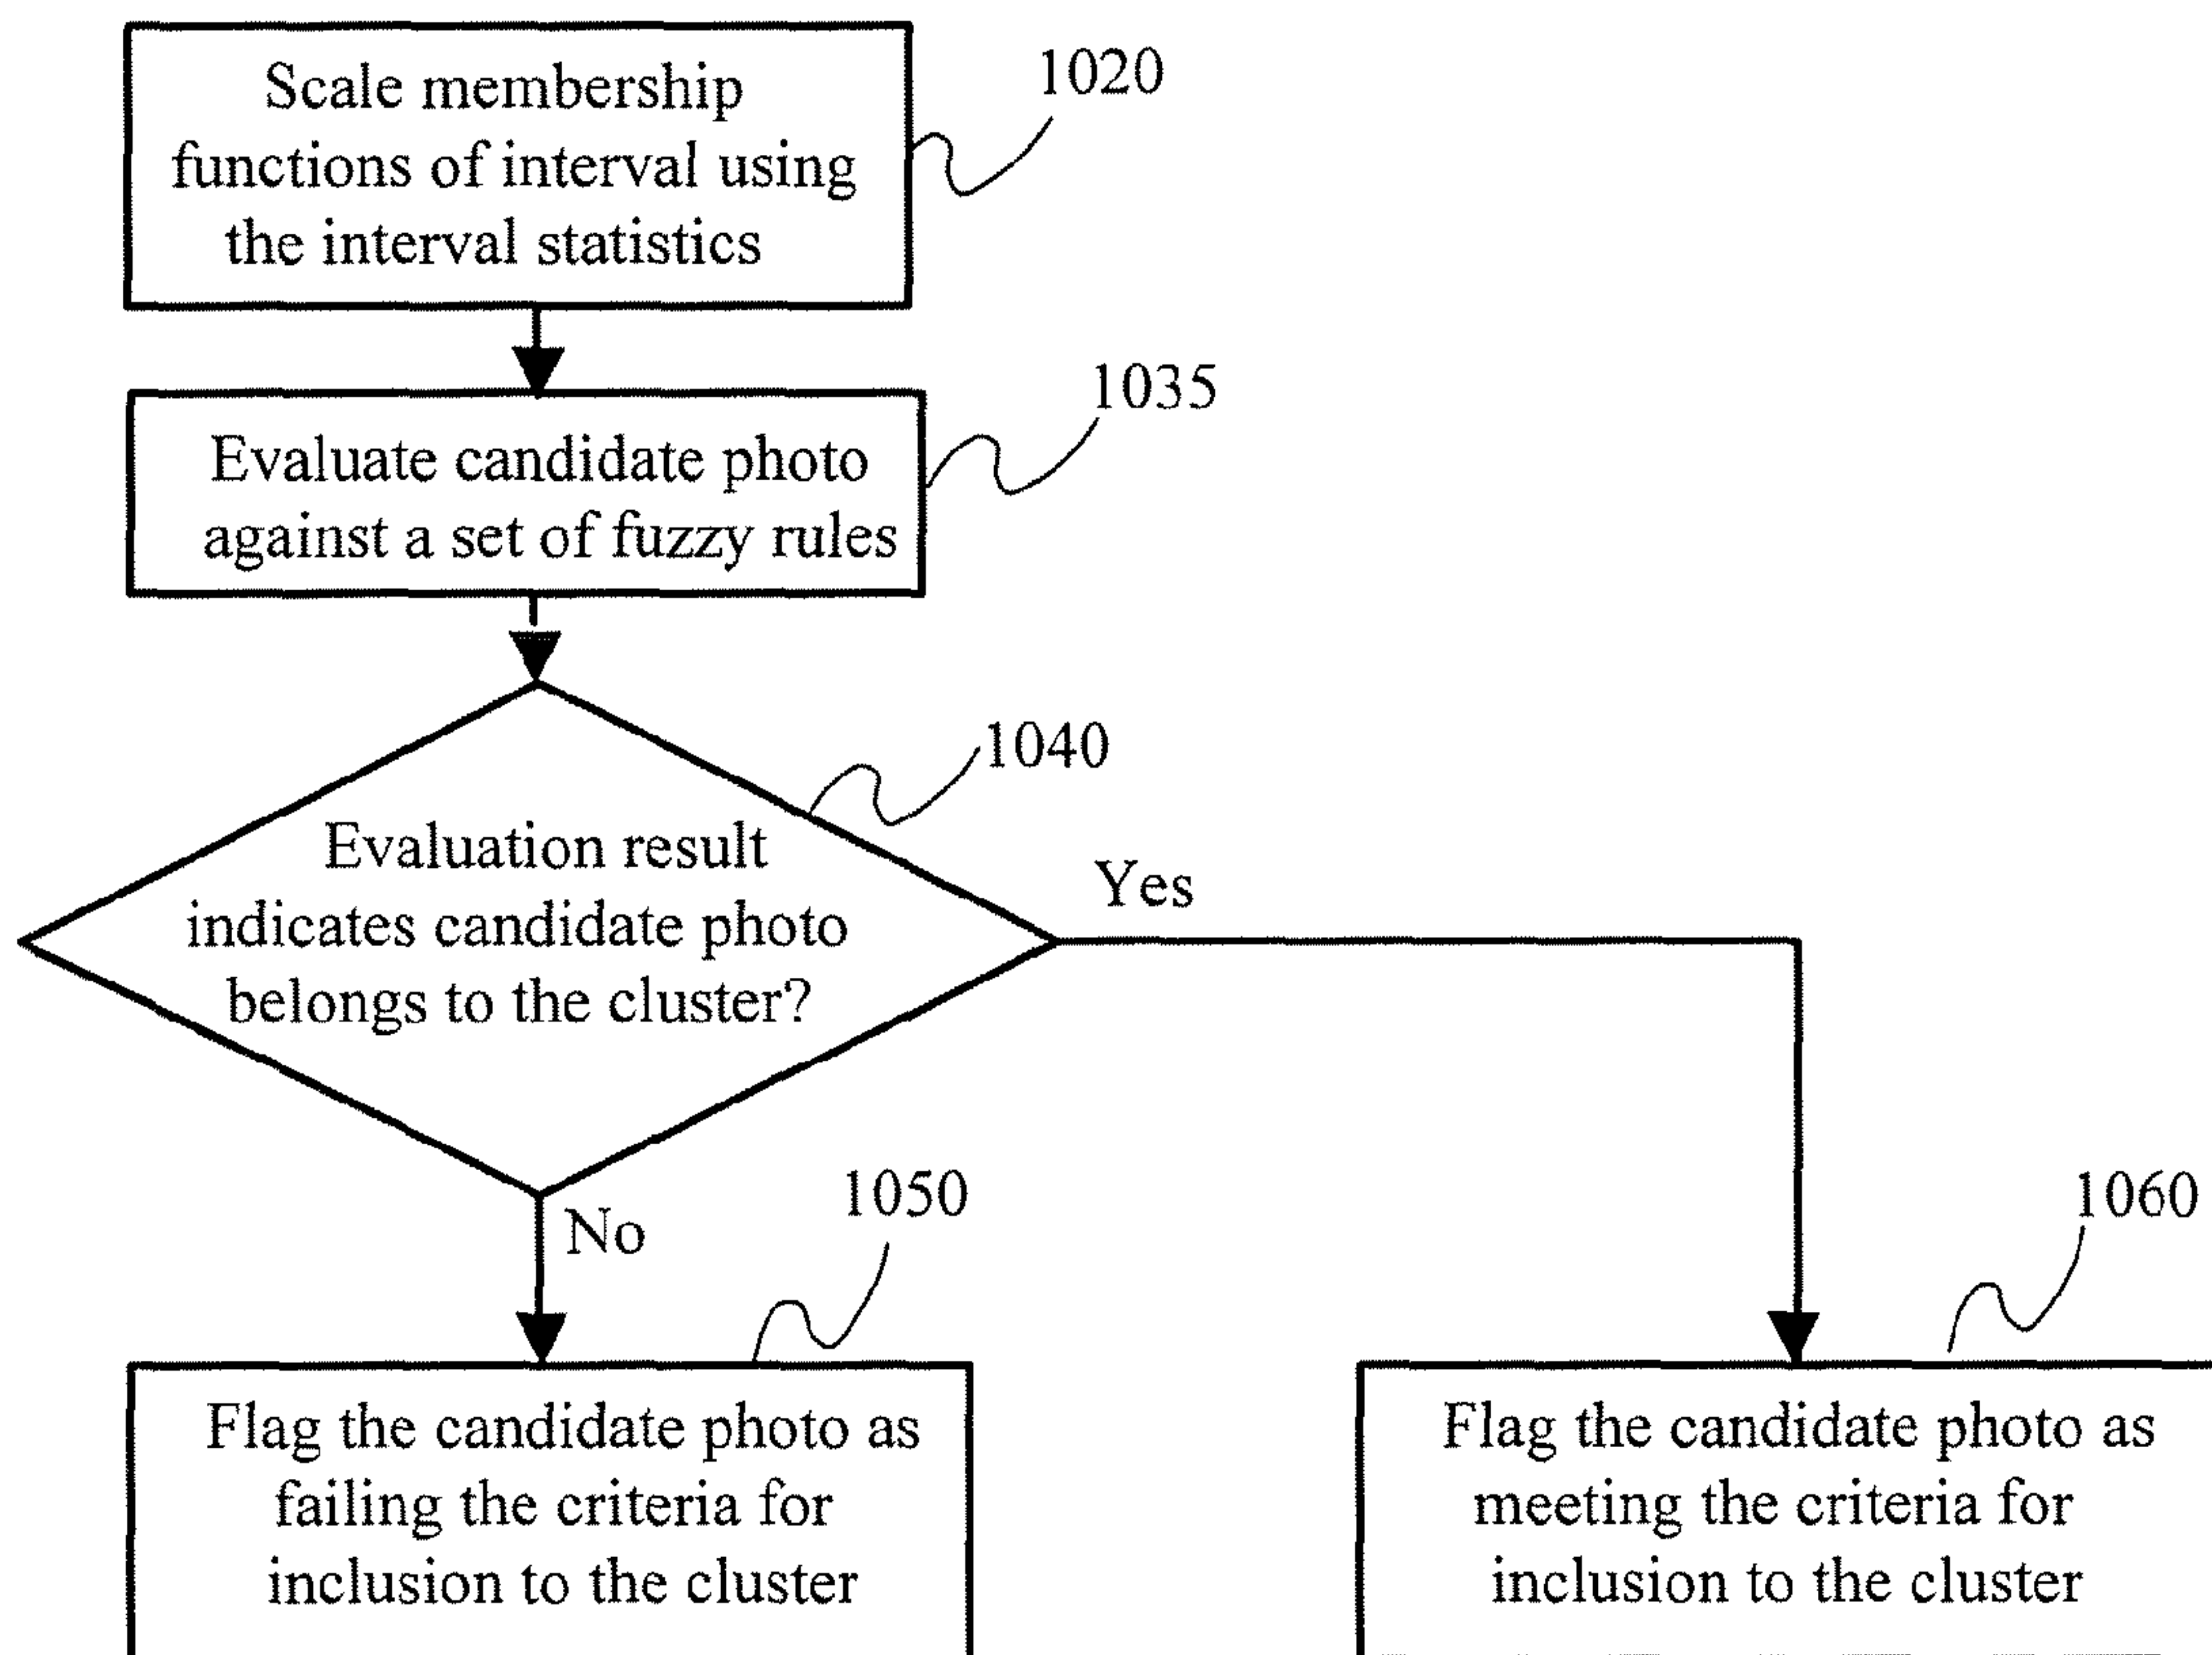 Scale membership
functions of interval using
the interval statistics
1020
Evaluate candidate photo
against a set of fuzzy rules
1035
1040
Evaluation result
indicates candidate photo
belongs to the cluster?
Yes
No
1050
Flag the candidate photo as
failing the criteria for
inclusion to the cluster
1060
Flag the candidate photo as
meeting the criteria for
inclusion to the cluster